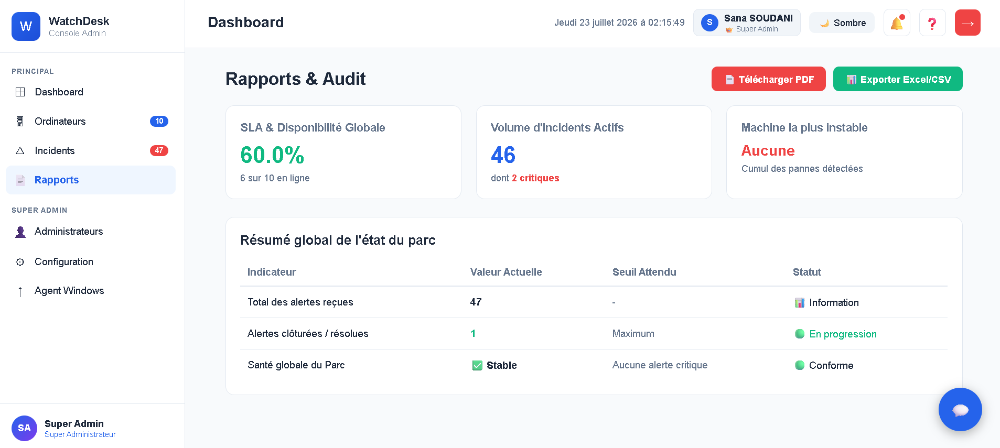 W
WatchDesk
Console Admin
PRINCIPAL
Dashboard
Ordinateurs 10
Incidents 47
Rapports
SUPER ADMIN
Administrateurs
Configuration
Agent Windows
SA
Super Admin
Super Administrateur
Dashboard
Jeudi 23 juillet 2026 à 02:15:49
S
Sana SOUDANI
Super Admin
Sombre
Rapports & Audit
Télécharger PDF
Exporter Excel/CSV
SLA & Disponibilité Globale
60.0%
6 sur 10 en ligne
Volume d'Incidents Actifs
46
dont 2 critiques
Machine la plus instable
Aucune
Cumul des pannes détectées
Résumé global de l'état du parc
Indicateur Valeur Actuelle Seuil Attendu Statut
Total des alertes reçues 47 - Information
Alertes clôturées / résolues 1 Maximum En progression
Santé globale du Parc Stable Aucune alerte critique Conforme